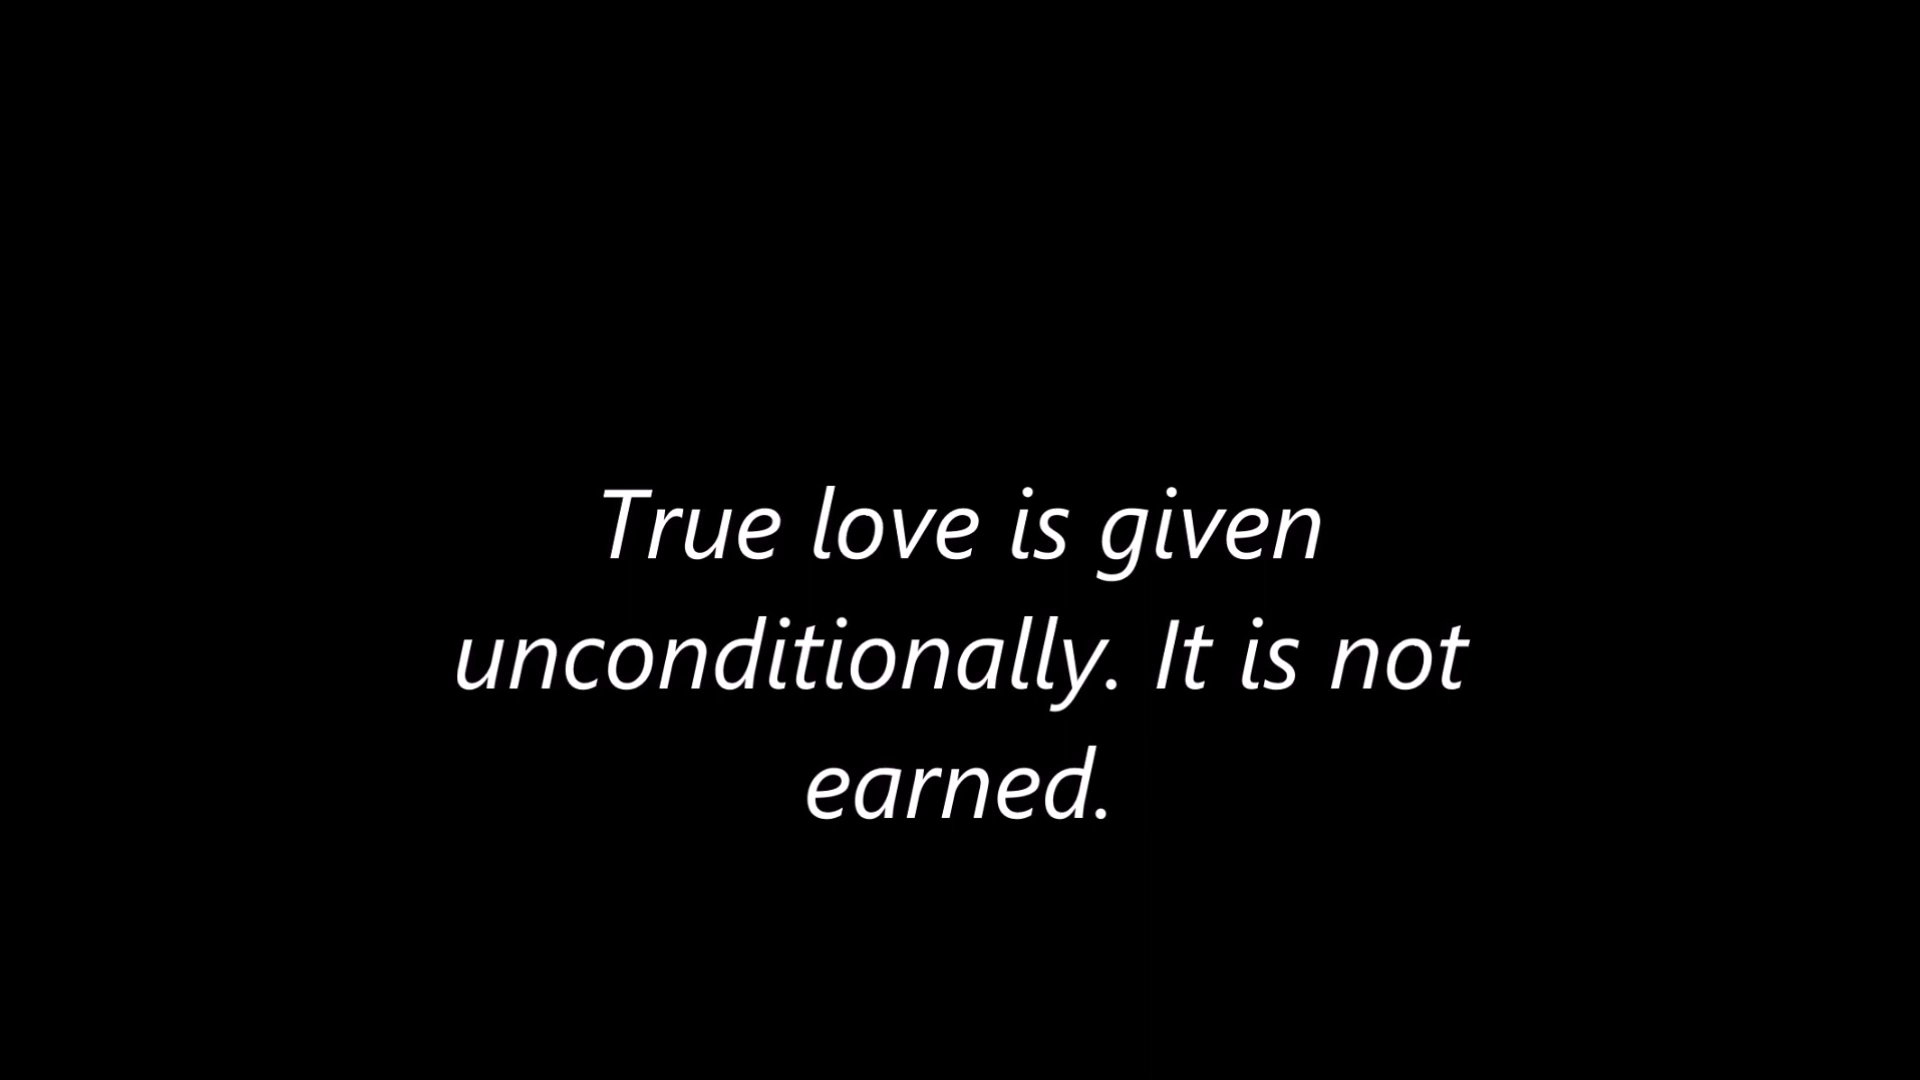 True love is given
unconditionally. It is not
earned.